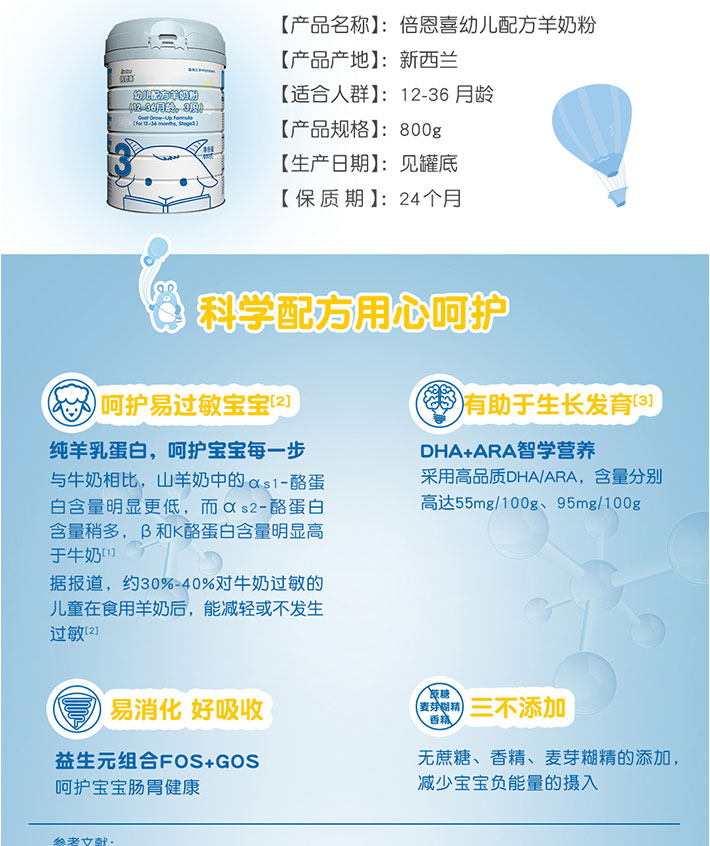 【产品名称】：倍恩喜幼儿配方羊奶粉
【产品产地】：新西兰
【适合人群】：12-36 月龄
【产品规格】：800g
【生产日期】：见罐底
【保质期】：24个月
幼儿配方羊奶粉
(12-36月龄，3段)
Goat Grow-Up Formula
(For 12-36 months, Stage3)
3
科学配方用心呵护
呵护易过敏宝宝[2]
纯羊乳蛋白，呵护宝宝每一步
与牛奶相比，山羊奶中的αs1-酪蛋
白含量明显更低，而αs2-酪蛋白
含量稍多，β和K酪蛋白含量明显高
于牛奶[1]
据报道，约30%-40%对牛奶过敏的
儿童在食用羊奶后，能减轻或不发生
过敏[2]
有助于生长发育[3]
DHA+ARA智学营养
采用高品质DHA/ARA，含量分别
高达55mg/100g、95mg/100g
易消化 好吸收
益生元组合FOS+GOS
呵护宝宝肠胃健康
蔗糖
麦芽糊精
香精
三不添加
无蔗糖、香精、麦芽糊精的添加，
减少宝宝负能量的摄入
参考文献：